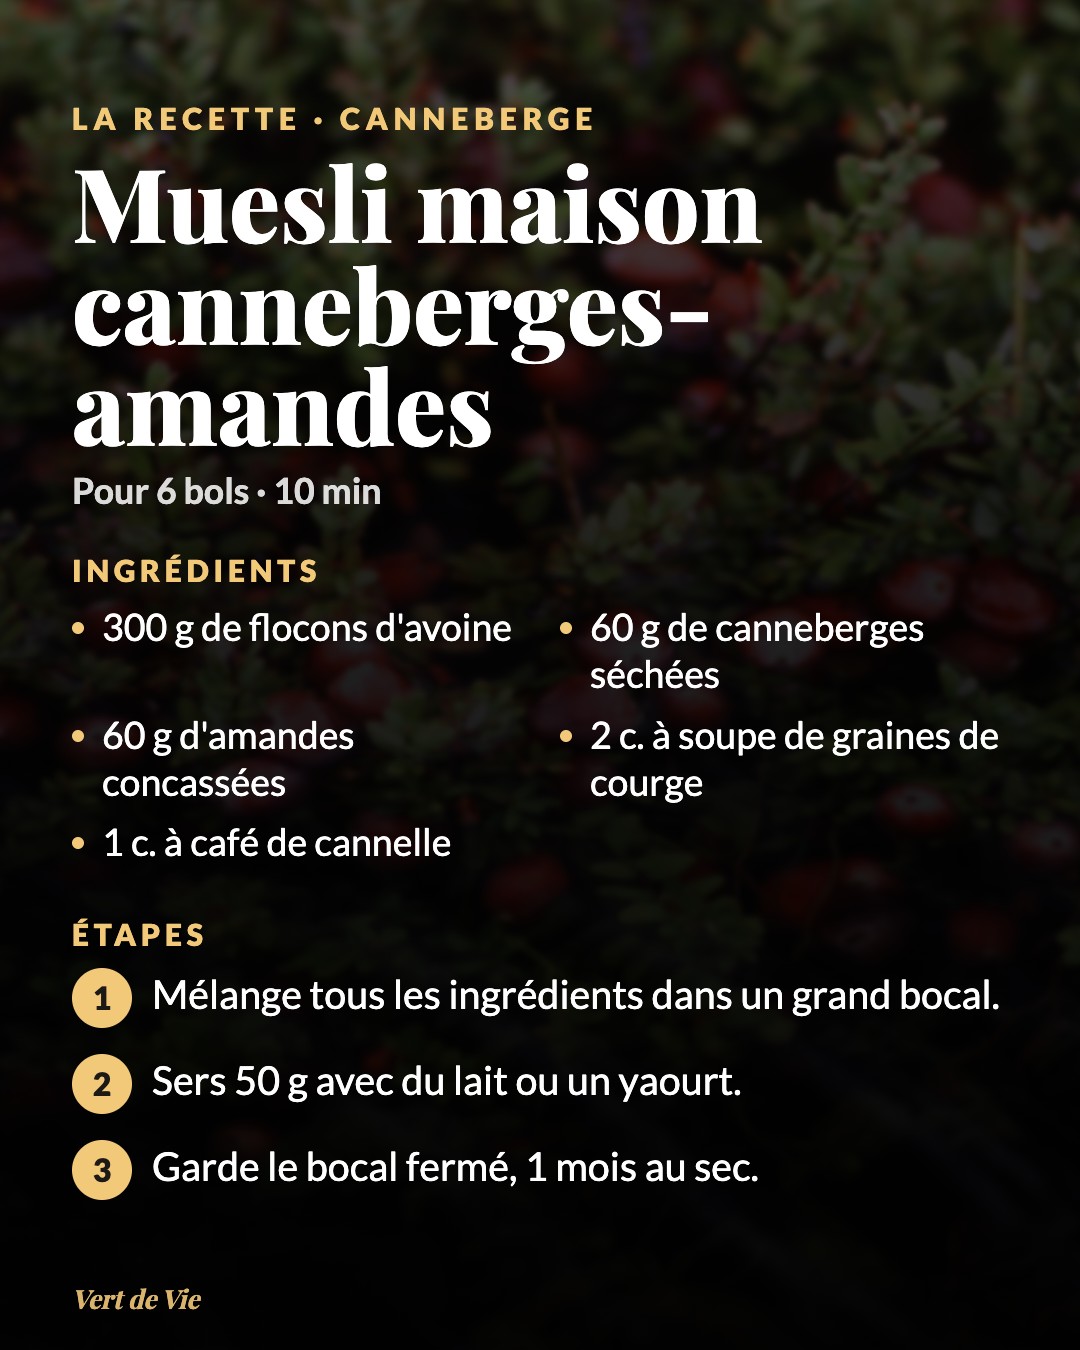 LA RECETTE · CANNEBERGE
Muesli maison
canneberges-
amandes
Pour 6 bols · 10 min
INGRÉDIENTS
• 300 g de flocons d'avoine
• 60 g de canneberges
séchées
• 60 g d'amandes
concassées
• 2 c. à soupe de graines de
courge
• 1 c. à café de cannelle
ÉTAPES
1 Mélange tous les ingrédients dans un grand bocal.
2 Sers 50 g avec du lait ou un yaourt.
3 Garde le bocal fermé, 1 mois au sec.
Vert de Vie